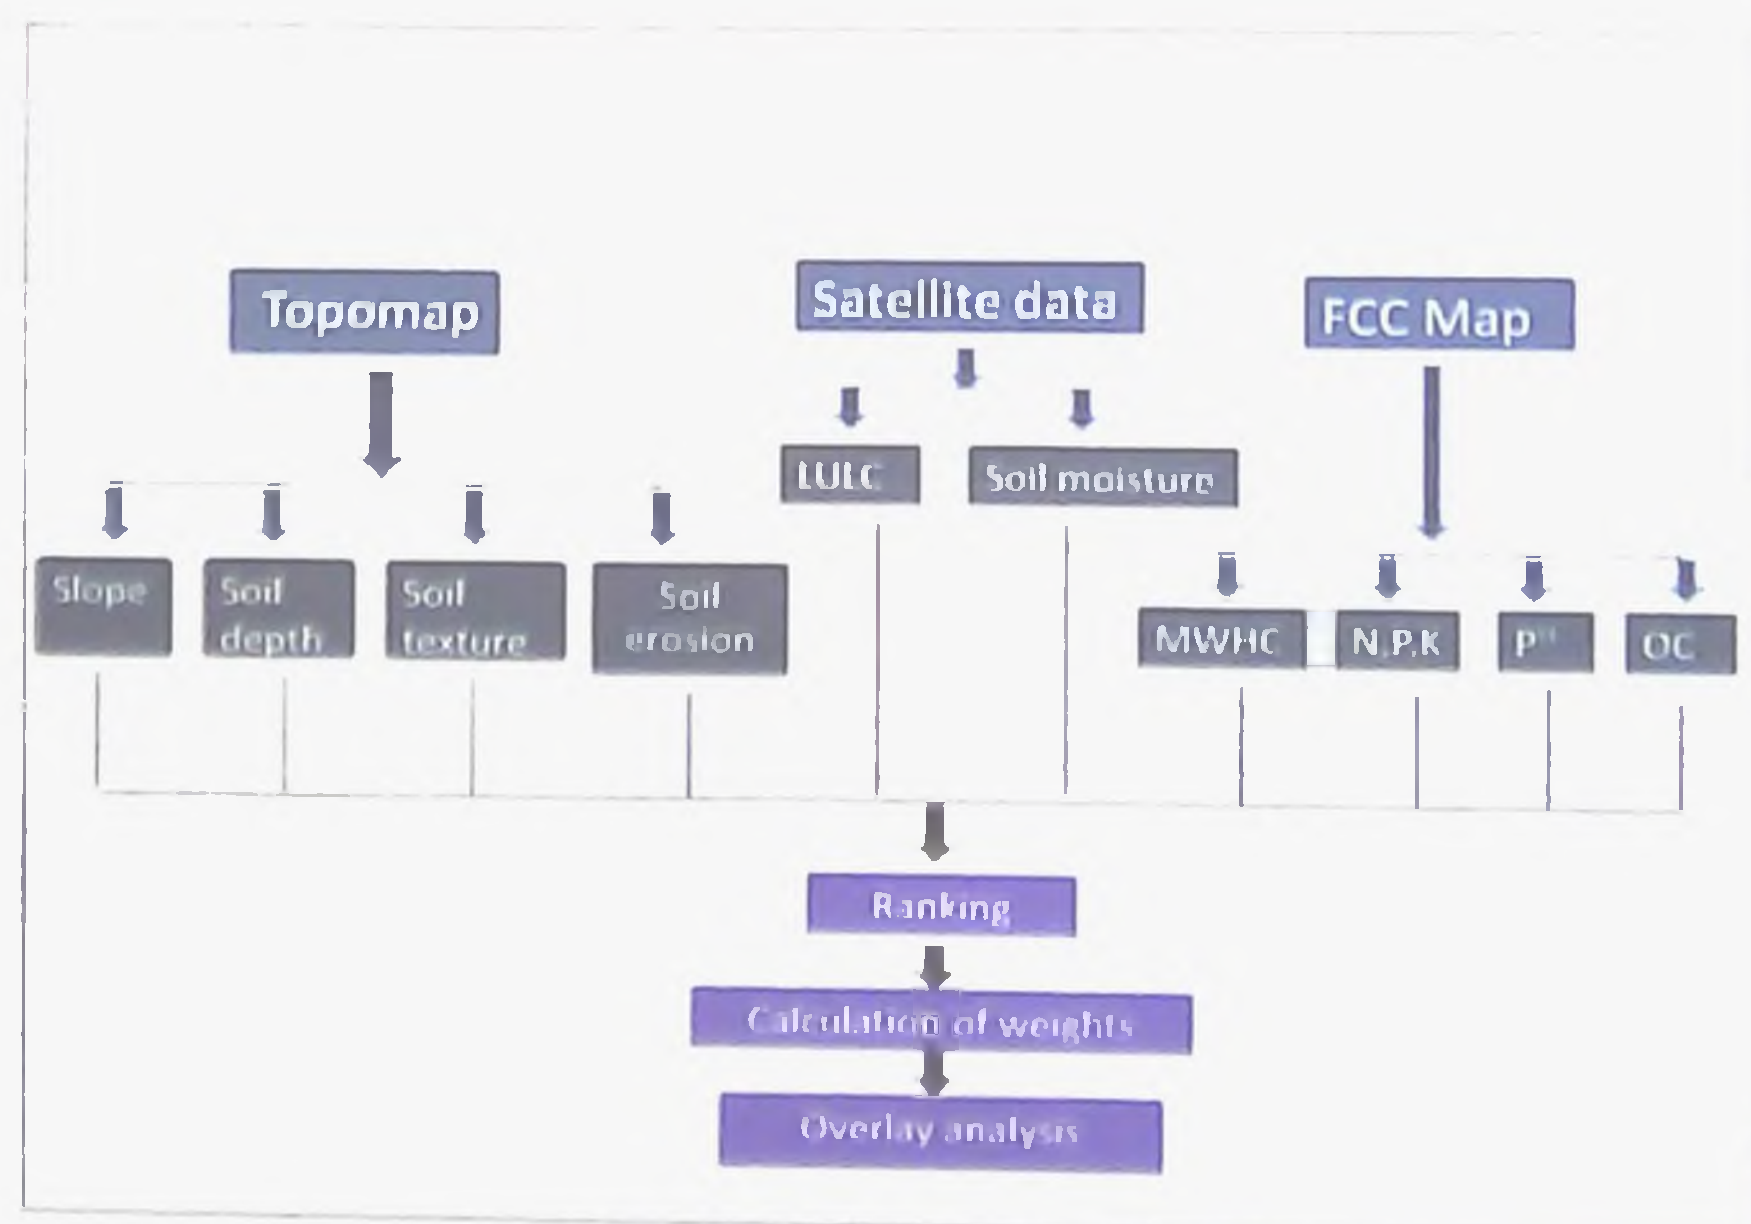 Topomap
Satellite data
FCC Map
LULC
Soil moisture
Slope
Soil
depth
Soil
texture
Soil
erosion
MWHC
N,P,K
P^H
OC
Ranking
Calculation of weights
Overlay analysis